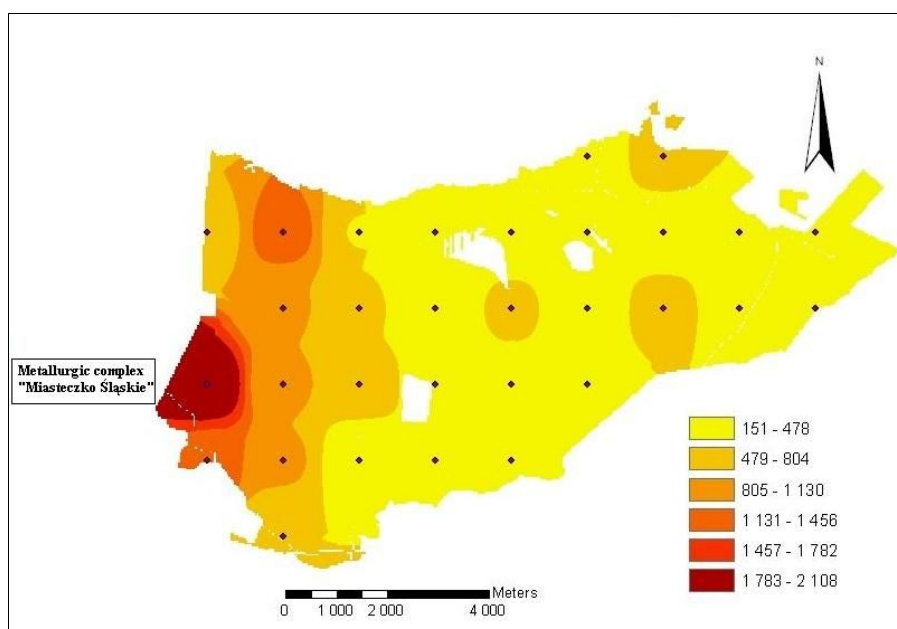 N
Metallurgic complex
"Miasteczko Śląskie"
151 - 478
479 - 804
805 - 1 130
1 131 - 1 456
1 457 - 1 782
1 783 - 2 108
Meters
0 1 000 2 000 4 000